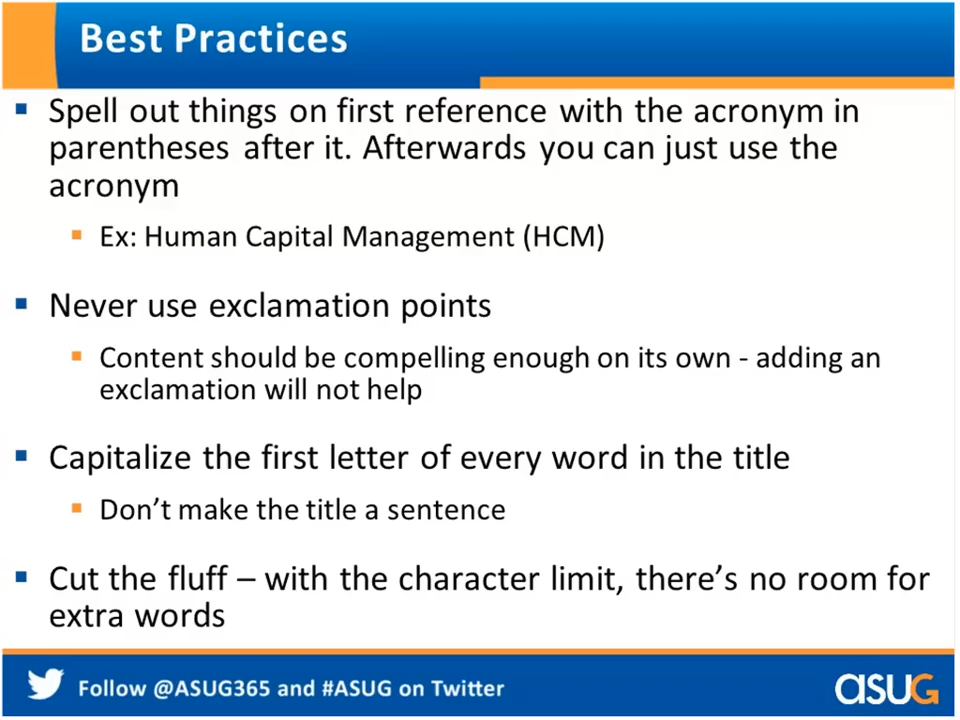 Best Practices
▪ Spell out things on first reference with the acronym in
parentheses after it. Afterwards you can just use the
acronym
▪ Ex: Human Capital Management (HCM)
▪ Never use exclamation points
▪ Content should be compelling enough on its own - adding an
exclamation will not help
▪ Capitalize the first letter of every word in the title
▪ Don’t make the title a sentence
▪ Cut the fluff – with the character limit, there’s no room for
extra words
Follow @ASUG365 and #ASUG on Twitter
asuG